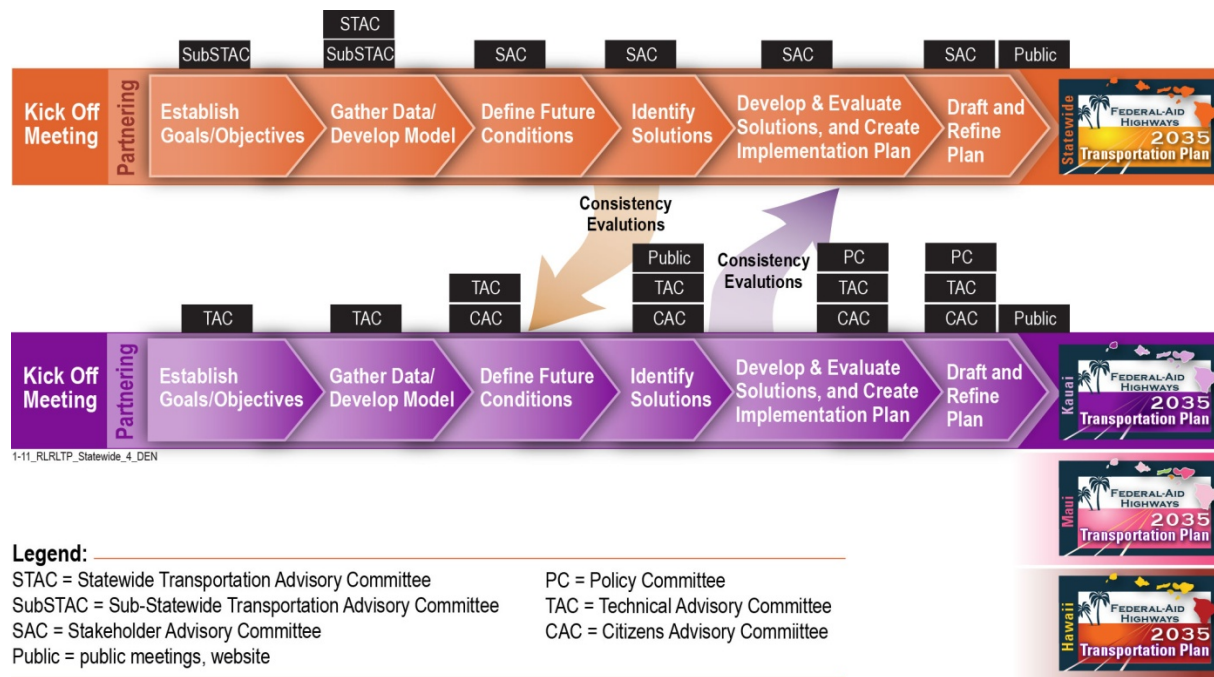 STAC
SubSTAC
SubSTAC
SAC
SAC
SAC
SAC
Public
Kick Off
Meeting
Partnering
Establish
Goals/Objectives
Gather Data/
Develop Model
Define Future
Conditions
Identify
Solutions
Develop & Evaluate
Solutions, and Create
Implementation Plan
Draft and
Refine
Plan
Statewide
FEDERAL-AID
HIGHWAYS
2035
Transportation Plan
Consistency
Evalutions
Consistency
Evalutions
TAC
TAC
TAC
CAC
Public
TAC
CAC
PC
TAC
CAC
PC
TAC
CAC
Public
Kick Off
Meeting
Partnering
Establish
Goals/Objectives
Gather Data/
Develop Model
Define Future
Conditions
Identify
Solutions
Develop & Evaluate
Solutions, and Create
Implementation Plan
Draft and
Refine
Plan
Kauai
FEDERAL-AID
HIGHWAYS
2035
Transportation Plan
1-11_RLRLTP_Statewide_4_DEN
Maui
FEDERAL-AID
HIGHWAYS
2035
Transportation Plan
Hawaii
FEDERAL-AID
HIGHWAYS
2035
Transportation Plan
Legend:
STAC = Statewide Transportation Advisory Committee
SubSTAC = Sub-Statewide Transportation Advisory Committee
SAC = Stakeholder Advisory Committee
Public = public meetings, website
PC = Policy Committee
TAC = Technical Advisory Committee
CAC = Citizens Advisory Commiittee